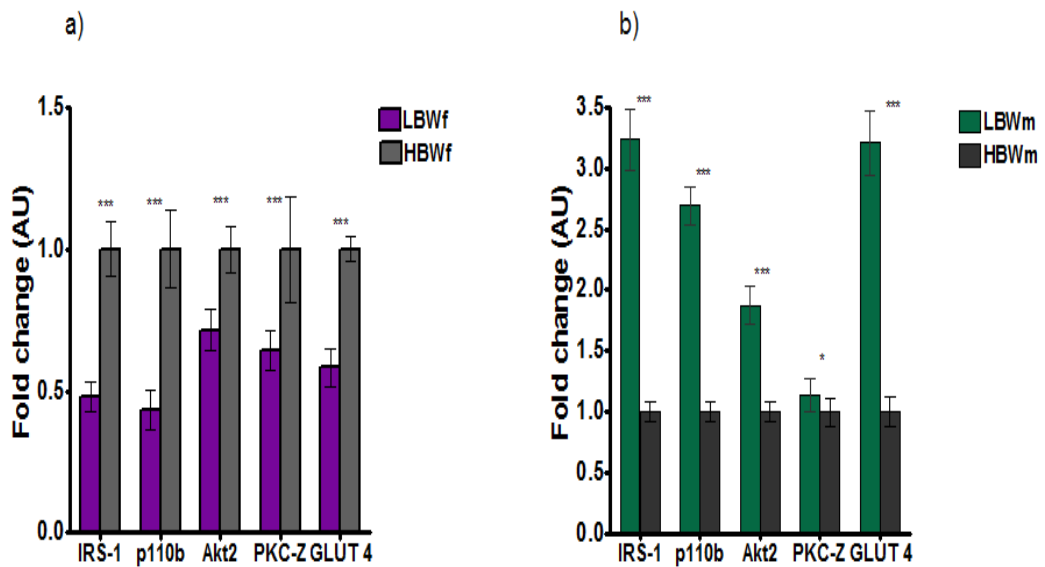 a)
b)
1.5
1.0
0.5
0.0
Fold change (AU)
*** *** *** *** ***
LBWf
HBWf
IRS-1 p110b Akt2 PKC-Z GLUT 4
3.5
3.0
2.5
2.0
1.5
1.0
0.5
0.0
Fold change (AU)
*** *** *** * ***
LBWm
HBWm
IRS-1 p110b Akt2 PKC-Z GLUT 4